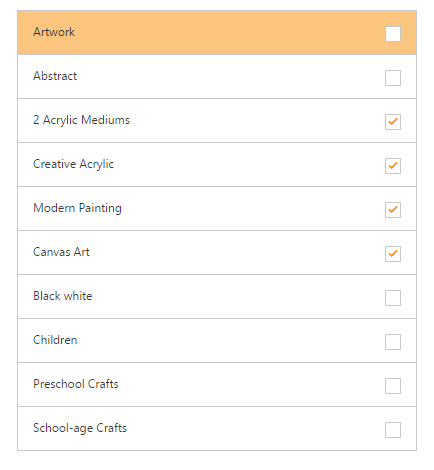 Artwork
Abstract
2 Acrylic Mediums
Creative Acrylic
Modern Painting
Canvas Art
Black white
Children
Preschool Crafts
School-age Crafts